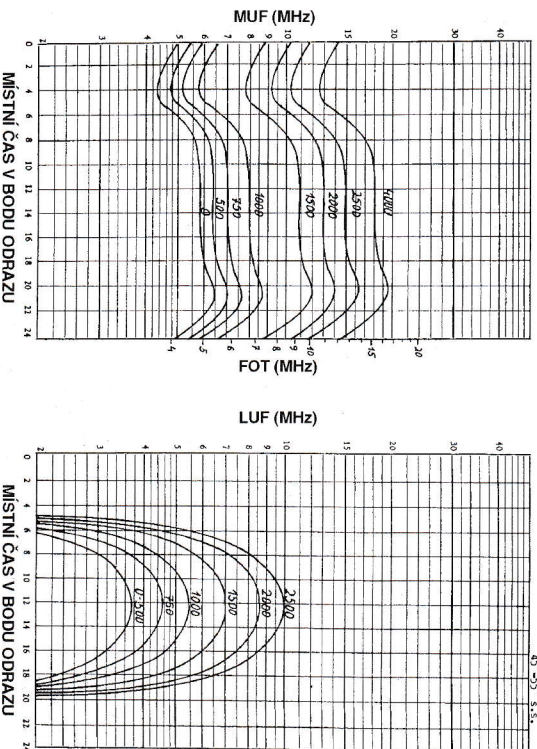 MUF (MHz)
2 3 4 5 6 7 8 9 10 15 20 30 40
0 2 4 6 8 10 12 14 16 18 20 22 24
MÍSTNÍ ČAS V BODU ODRAZU
0 500 750 1000 1500 2000 2500 4000
4 5 6 7 8 9 10 15 20
FOT (MHz)
LUF (MHz)
2 3 4 5 6 7 8 9 10 15 20 30 40
0 2 4 6 8 10 12 14 16 18 20 22 24
MÍSTNÍ ČAS V BODU ODRAZU
0-500 750 1000 1500 2000 2500
s.s.